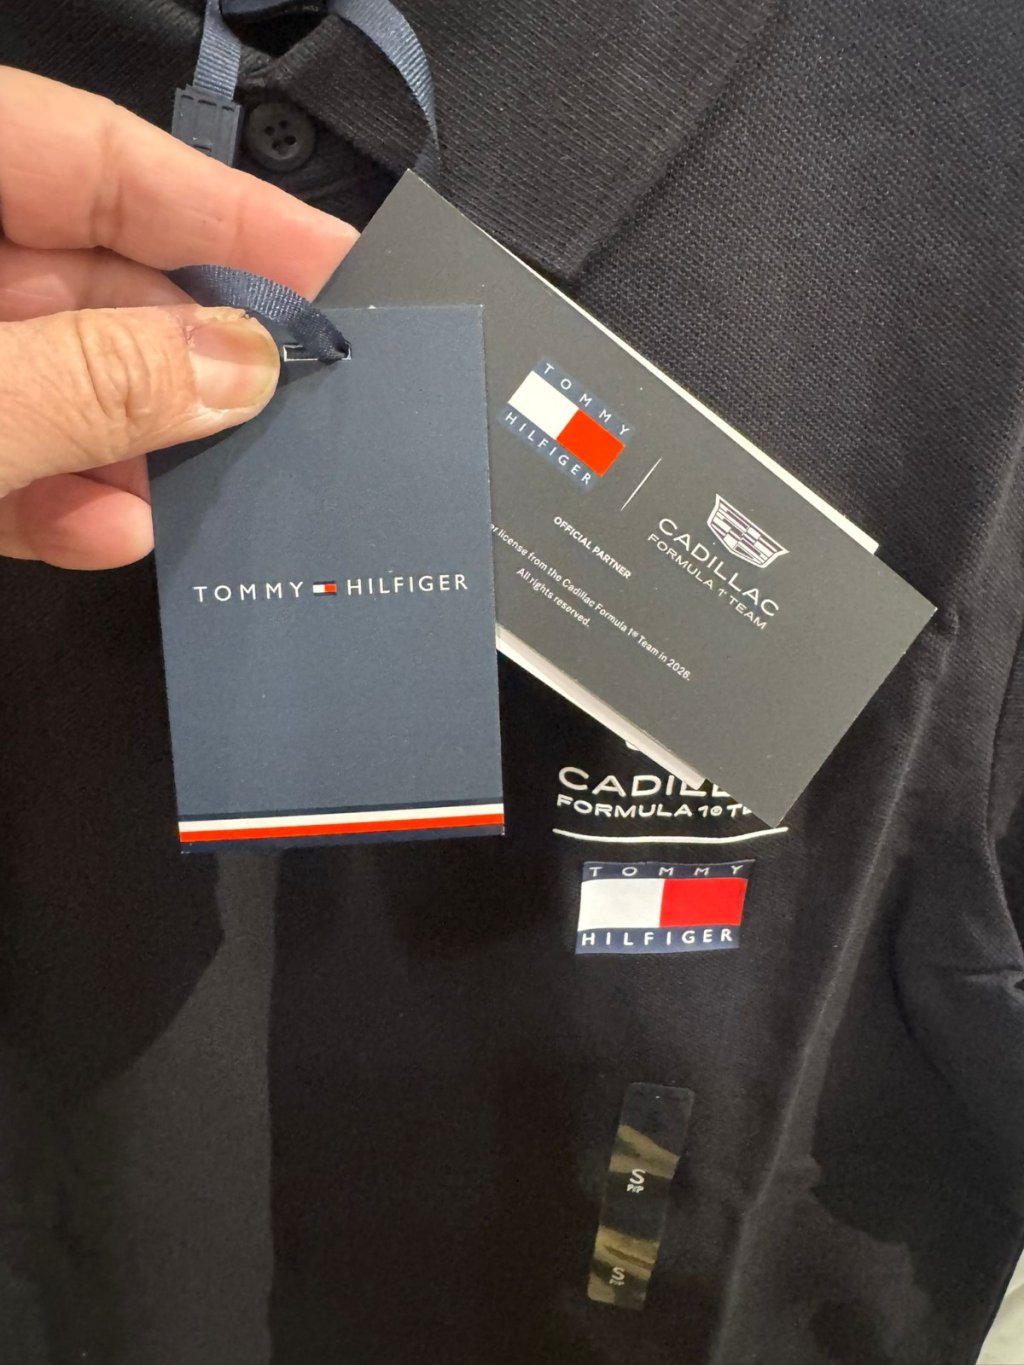 TOMMY HILFIGER
TOMMY
HILFIGER
OFFICIAL PARTNER
license from the Cadillac Formula 1® Team in 2026.
All rights reserved.
CADILLAC
FORMULA 1® TEAM
CADIL
FORMULA 1® T
TOMMY
HILFIGER
S
P/P
S
P/P